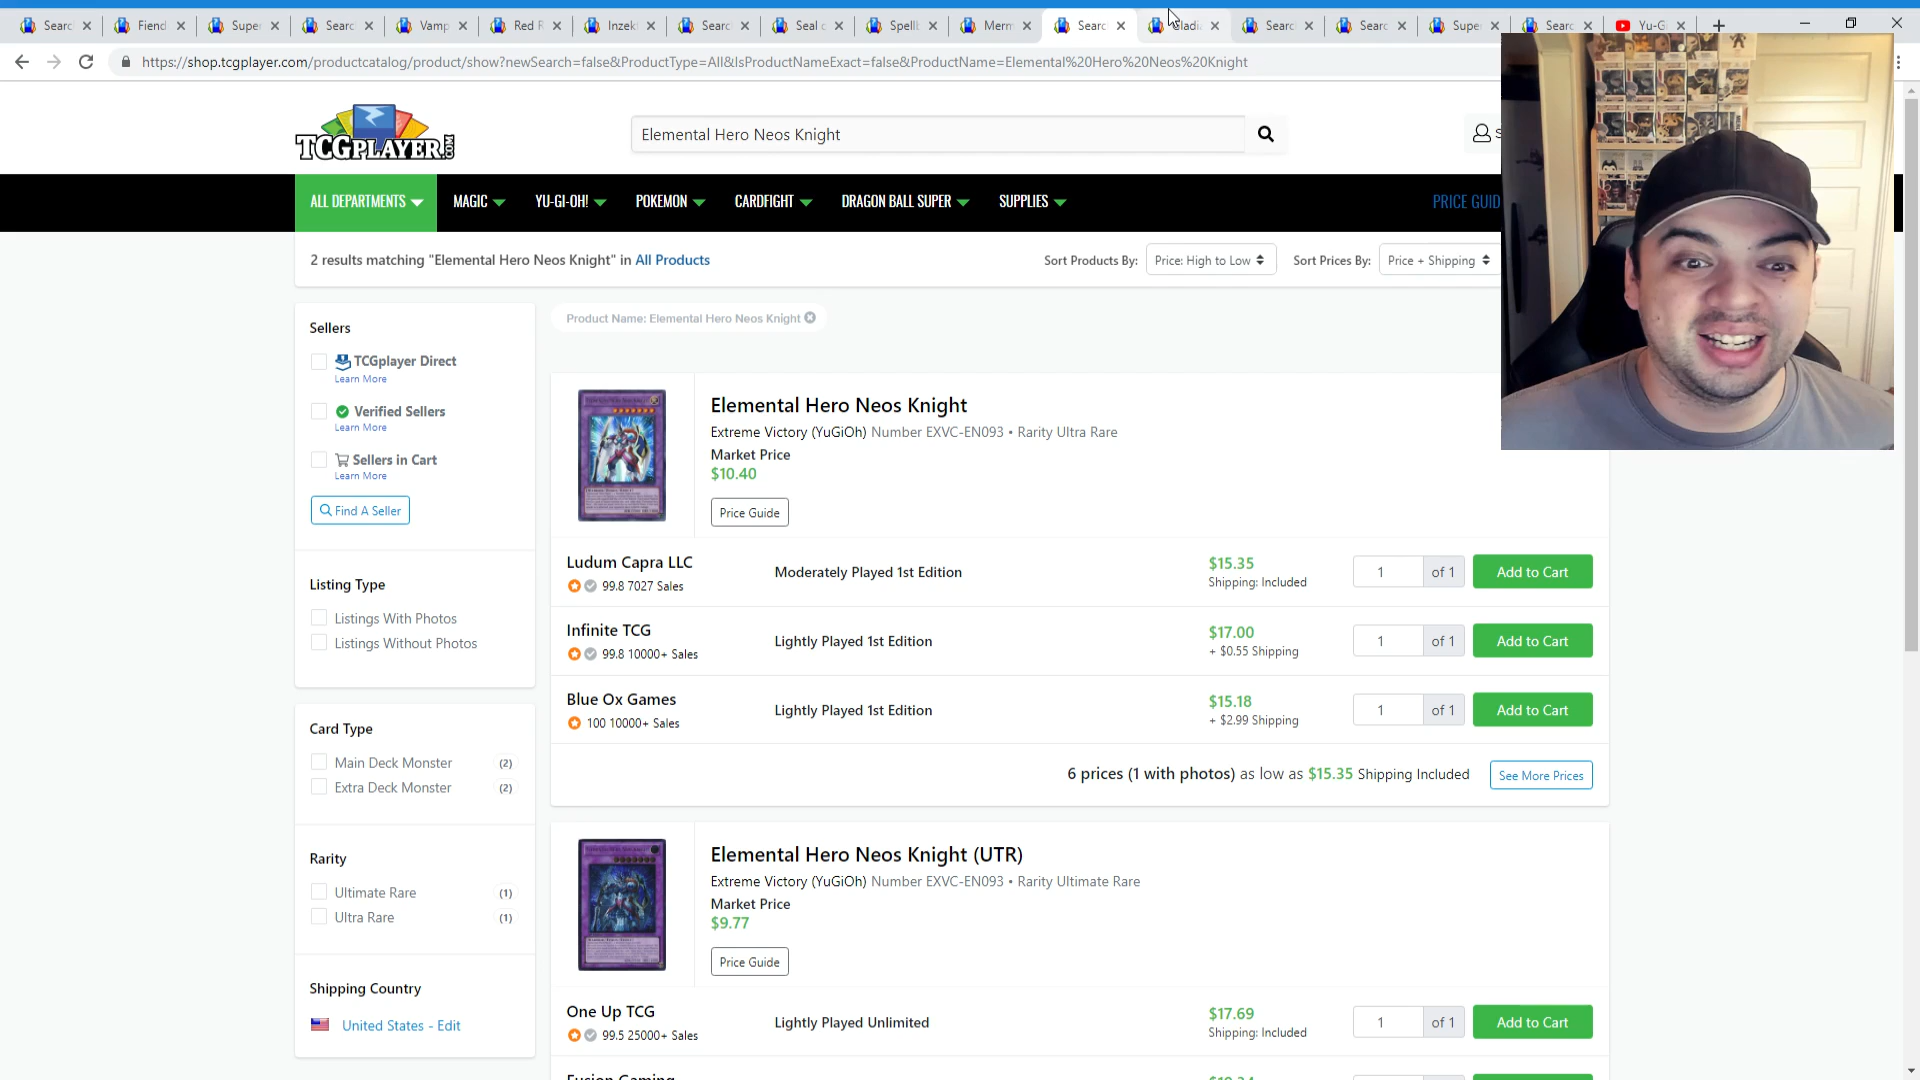 Searc
Fiend
Super
Searc
Vamp
Red R
Inzekt
Searc
Seal o
Spellb
Merm
Searc
Gladi
Searc
Searc
Super
Searc
Yu-G
https://shop.tcgplayer.com/productcatalog/product/show?newSearch=false&ProductType=All&IsProductNameExact=false&ProductName=Elemental%20Hero%20Neos%20Knight
TCGPLAYER.COM
Elemental Hero Neos Knight
S
ALL DEPARTMENTS
MAGIC
YU-GI-OH!
POKEMON
CARDFIGHT
DRAGON BALL SUPER
SUPPLIES
PRICE GUID
2 results matching "Elemental Hero Neos Knight" in All Products
Sort Products By: Price: High to Low
Sort Prices By: Price + Shipping
Product Name: Elemental Hero Neos Knight
Sellers
TCGplayer Direct
Learn More
Verified Sellers
Learn More
Sellers in Cart
Learn More
Find A Seller
Listing Type
Listings With Photos
Listings Without Photos
Card Type
Main Deck Monster (2)
Extra Deck Monster (2)
Rarity
Ultimate Rare (1)
Ultra Rare (1)
Shipping Country
United States - Edit
Elemental Hero Neos Knight
Extreme Victory (YuGiOh) Number EXVC-EN093 • Rarity Ultra Rare
Market Price
$10.40
Price Guide
Ludum Capra LLC
99.8 7027 Sales
Moderately Played 1st Edition
$15.35
Shipping: Included
1 of 1
Add to Cart
Infinite TCG
99.8 10000+ Sales
Lightly Played 1st Edition
$17.00
+ $0.55 Shipping
1 of 1
Add to Cart
Blue Ox Games
100 10000+ Sales
Lightly Played 1st Edition
$15.18
+ $2.99 Shipping
1 of 1
Add to Cart
6 prices (1 with photos) as low as $15.35 Shipping Included
See More Prices
Elemental Hero Neos Knight (UTR)
Extreme Victory (YuGiOh) Number EXVC-EN093 • Rarity Ultimate Rare
Market Price
$9.77
Price Guide
One Up TCG
99.5 25000+ Sales
Lightly Played Unlimited
$17.69
Shipping: Included
1 of 1
Add to Cart
Fusion Gaming